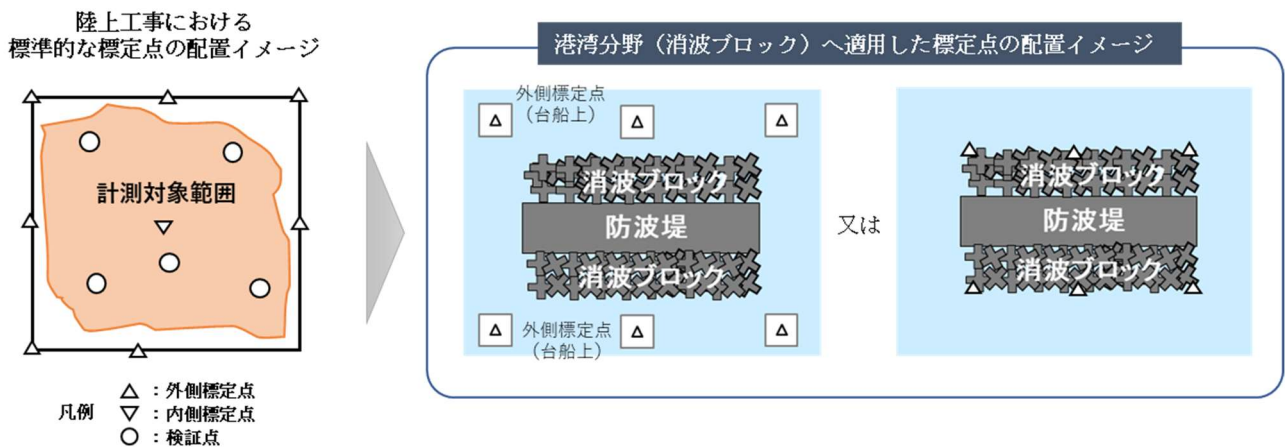 陸上工事における
標準的な標定点の配置イメージ
計測対象範囲
凡例
△ : 外側標定点
▽ : 内側標定点
○ : 検証点
港湾分野（消波ブロック）へ適用した標定点の配置イメージ
外側標定点
（台船上）
消波ブロック
防波堤
消波ブロック
外側標定点
（台船上）
又は
消波ブロック
防波堤
消波ブロック